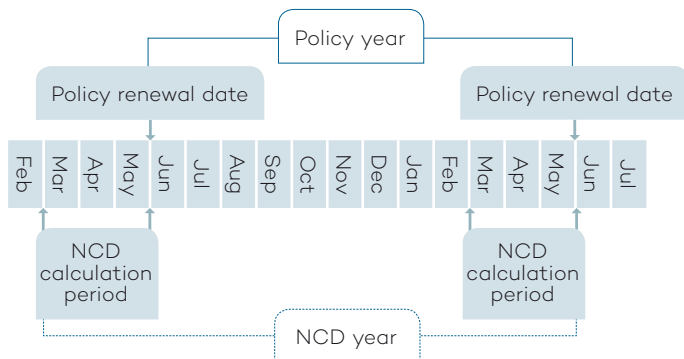 Policy year
Policy renewal date
Policy renewal date
Feb Mar Apr May Jun Jul Aug Sep Oct Nov Dec Jan Feb Mar Apr May Jun Jul
NCD
calculation
period
NCD
calculation
period
NCD year